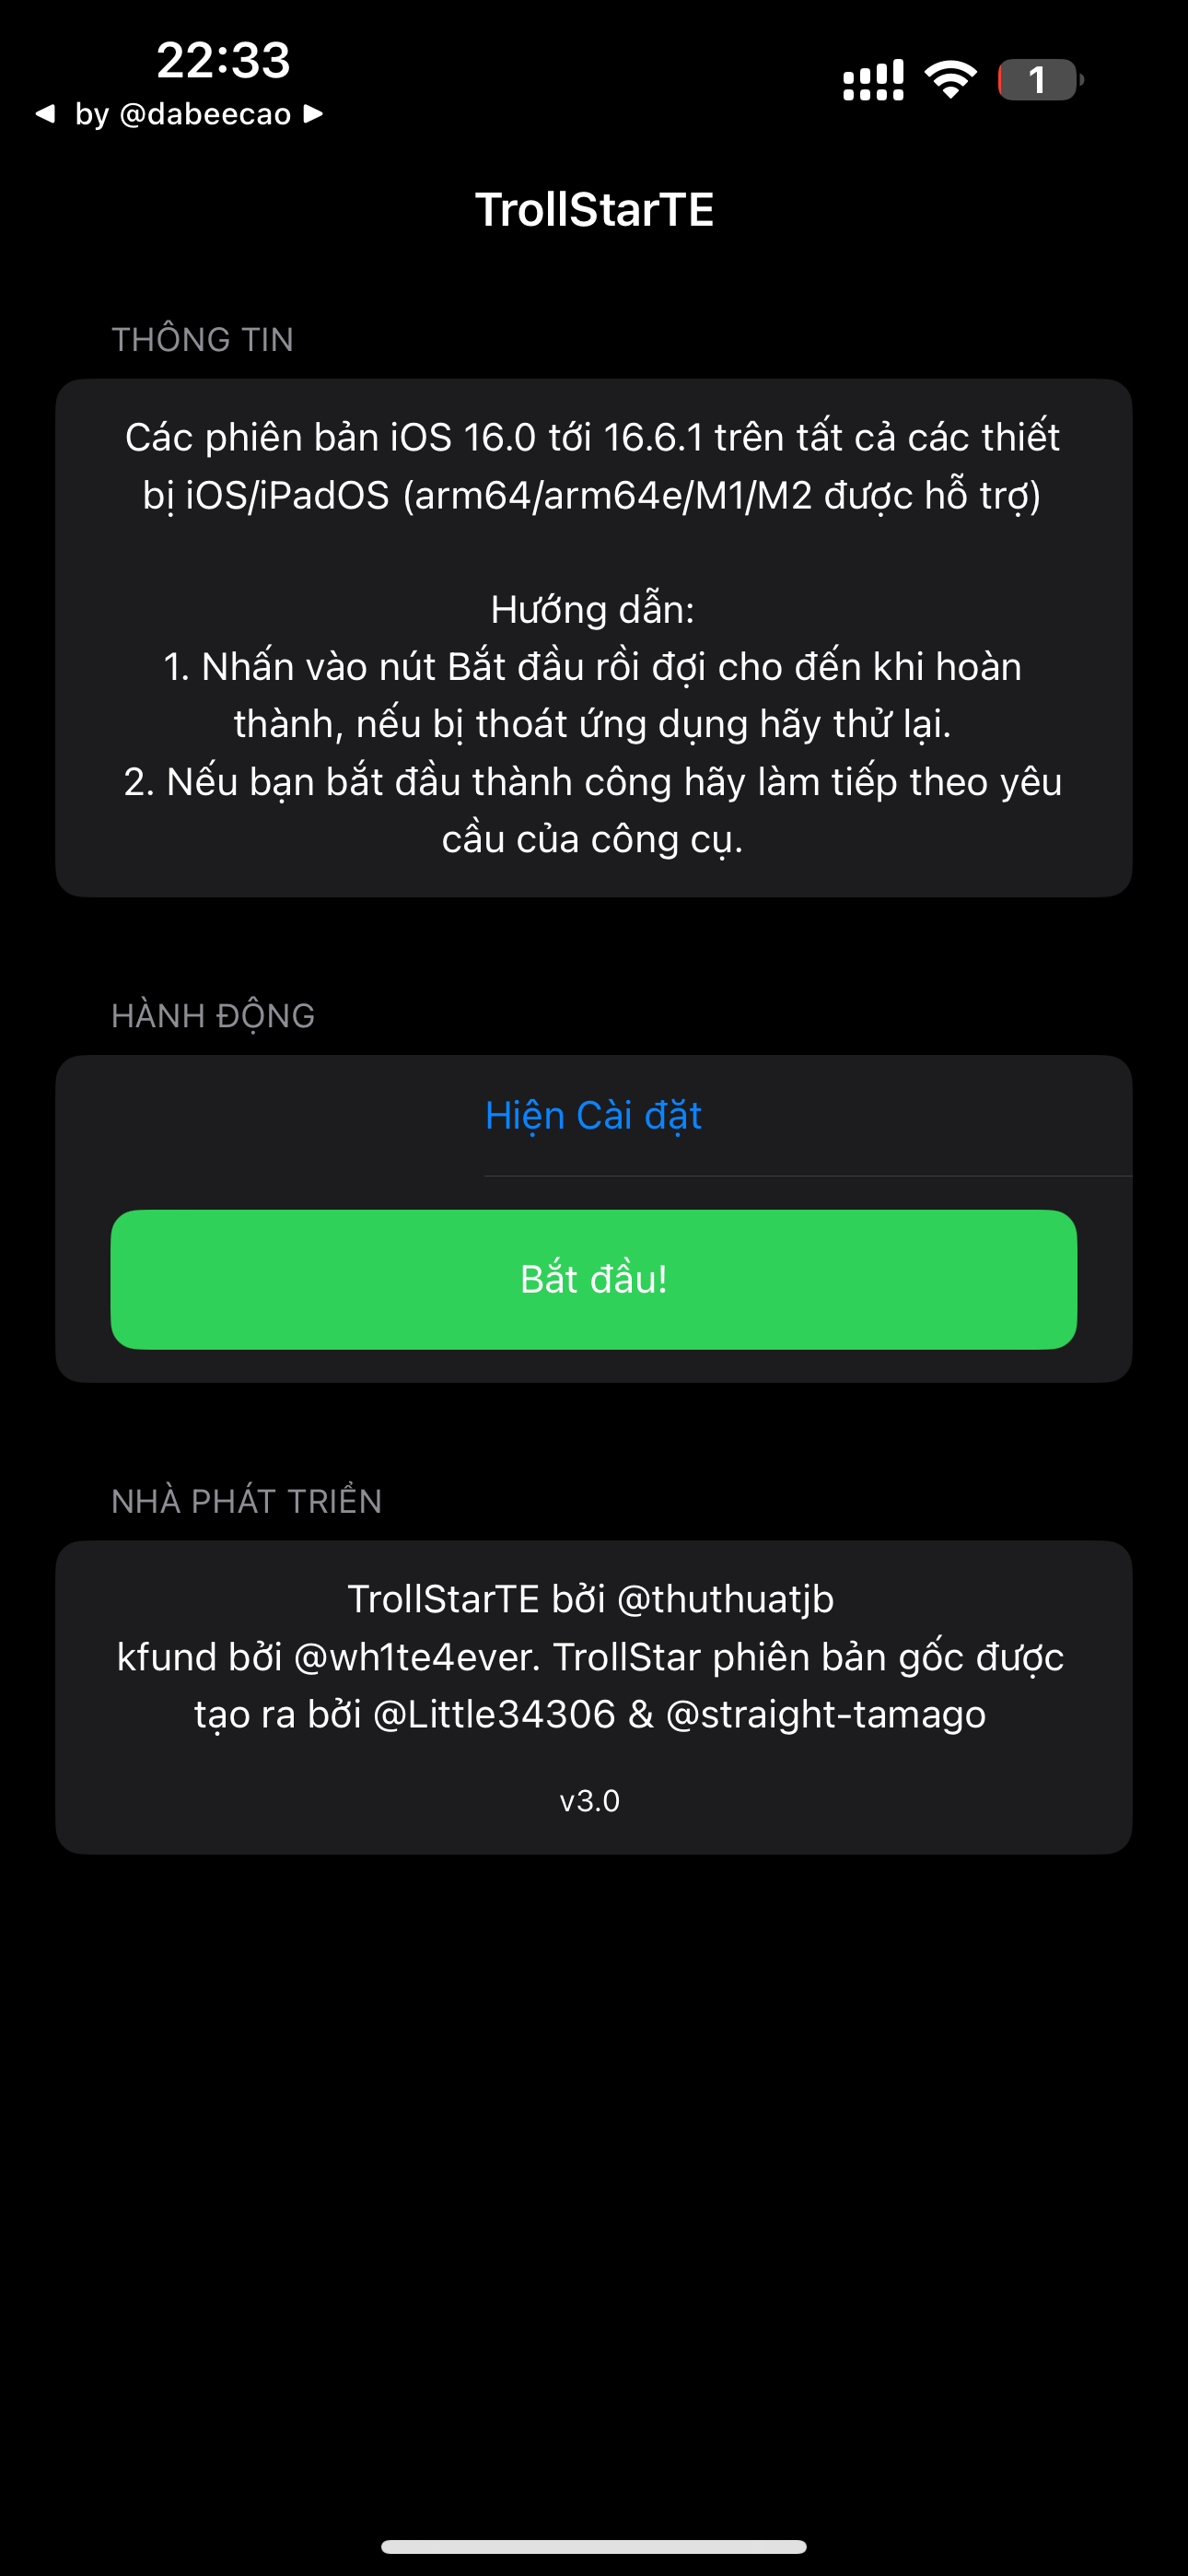 22:33
1
◀ by @dabeecao ▶
TrollStarTE
THÔNG TIN
Các phiên bản iOS 16.0 tới 16.6.1 trên tất cả các thiết
bị iOS/iPadOS (arm64/arm64e/M1/M2 được hỗ trợ)
Hướng dẫn:
1. Nhấn vào nút Bắt đầu rồi đợi cho đến khi hoàn
thành, nếu bị thoát ứng dụng hãy thử lại.
2. Nếu bạn bắt đầu thành công hãy làm tiếp theo yêu
cầu của công cụ.
HÀNH ĐỘNG
Hiện Cài đặt
Bắt đầu!
NHÀ PHÁT TRIỂN
TrollStarTE bởi @thuthuatjb
kfund bởi @wh1te4ever. TrollStar phiên bản gốc được
tạo ra bởi @Little34306 & @straight-tamago
v3.0